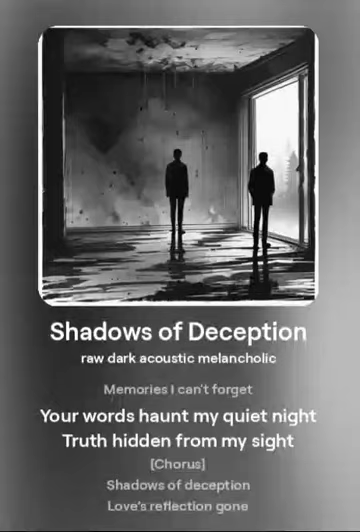 Shadows of Deception
raw dark acoustic melancholic
Memories I can't forget
Your words haunt my quiet night
Truth hidden from my sight
[Chorus]
Shadows of deception
Love's reflection gone